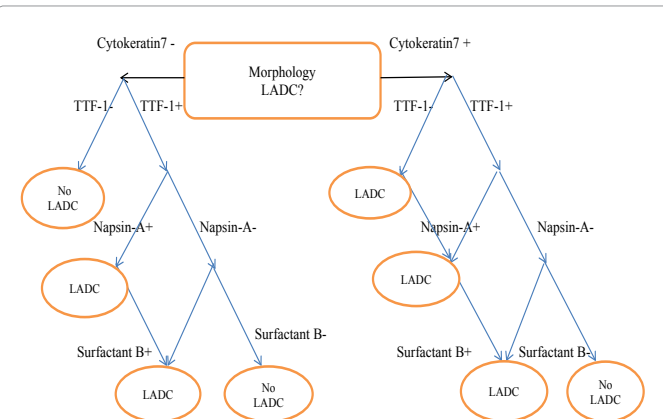 Cytokeratin7 -
Cytokeratin7 +
Morphology
LADC?
TTF-1-
TTF-1+
TTF-1-
TTF-1+
No
LADC
LADC
Napsin-A+
Napsin-A-
Napsin-A+
Napsin-A-
LADC
LADC
Surfactant B-
Surfactant B+
Surfactant B+
Surfactant B-
LADC
No
LADC
LADC
No
LADC